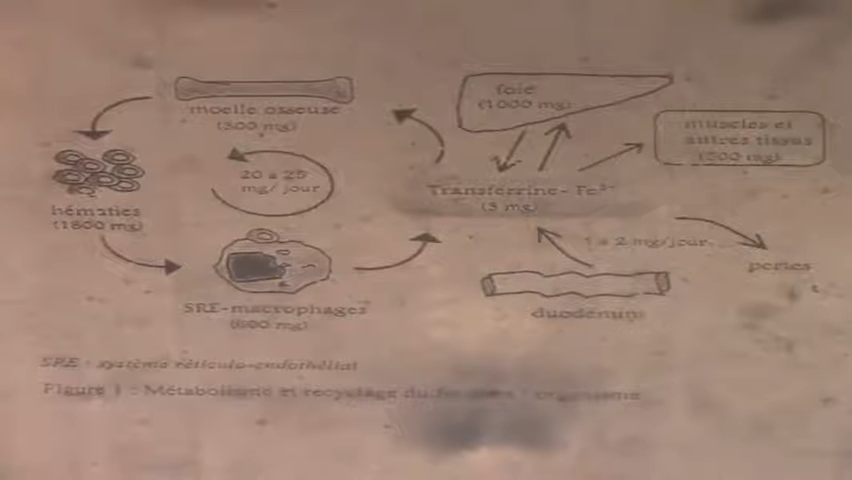 moelle osseuse
(300 mg)
foie
(1000 mg)
muscles et
autres tissus
20 à 25
mg/ jour
Transferrine- Fe³⁺
(3 mg)
hématies
(1800 mg)
1 à 2 mg/jour
pertes
SRE-macrophages
(600 mg)
duodenum
SRE : système réticulo-endothélial
Figure 1 : Métabolisme et recyclage du fer organisme